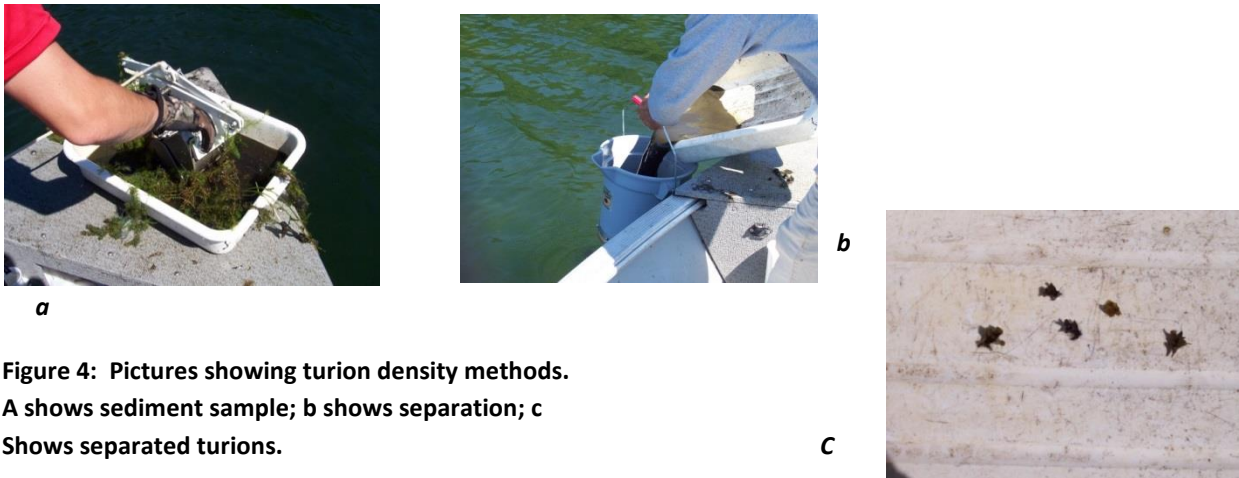 a
b
Figure 4: Pictures showing turion density methods.
A shows sediment sample; b shows separation; c
Shows separated turions.
C